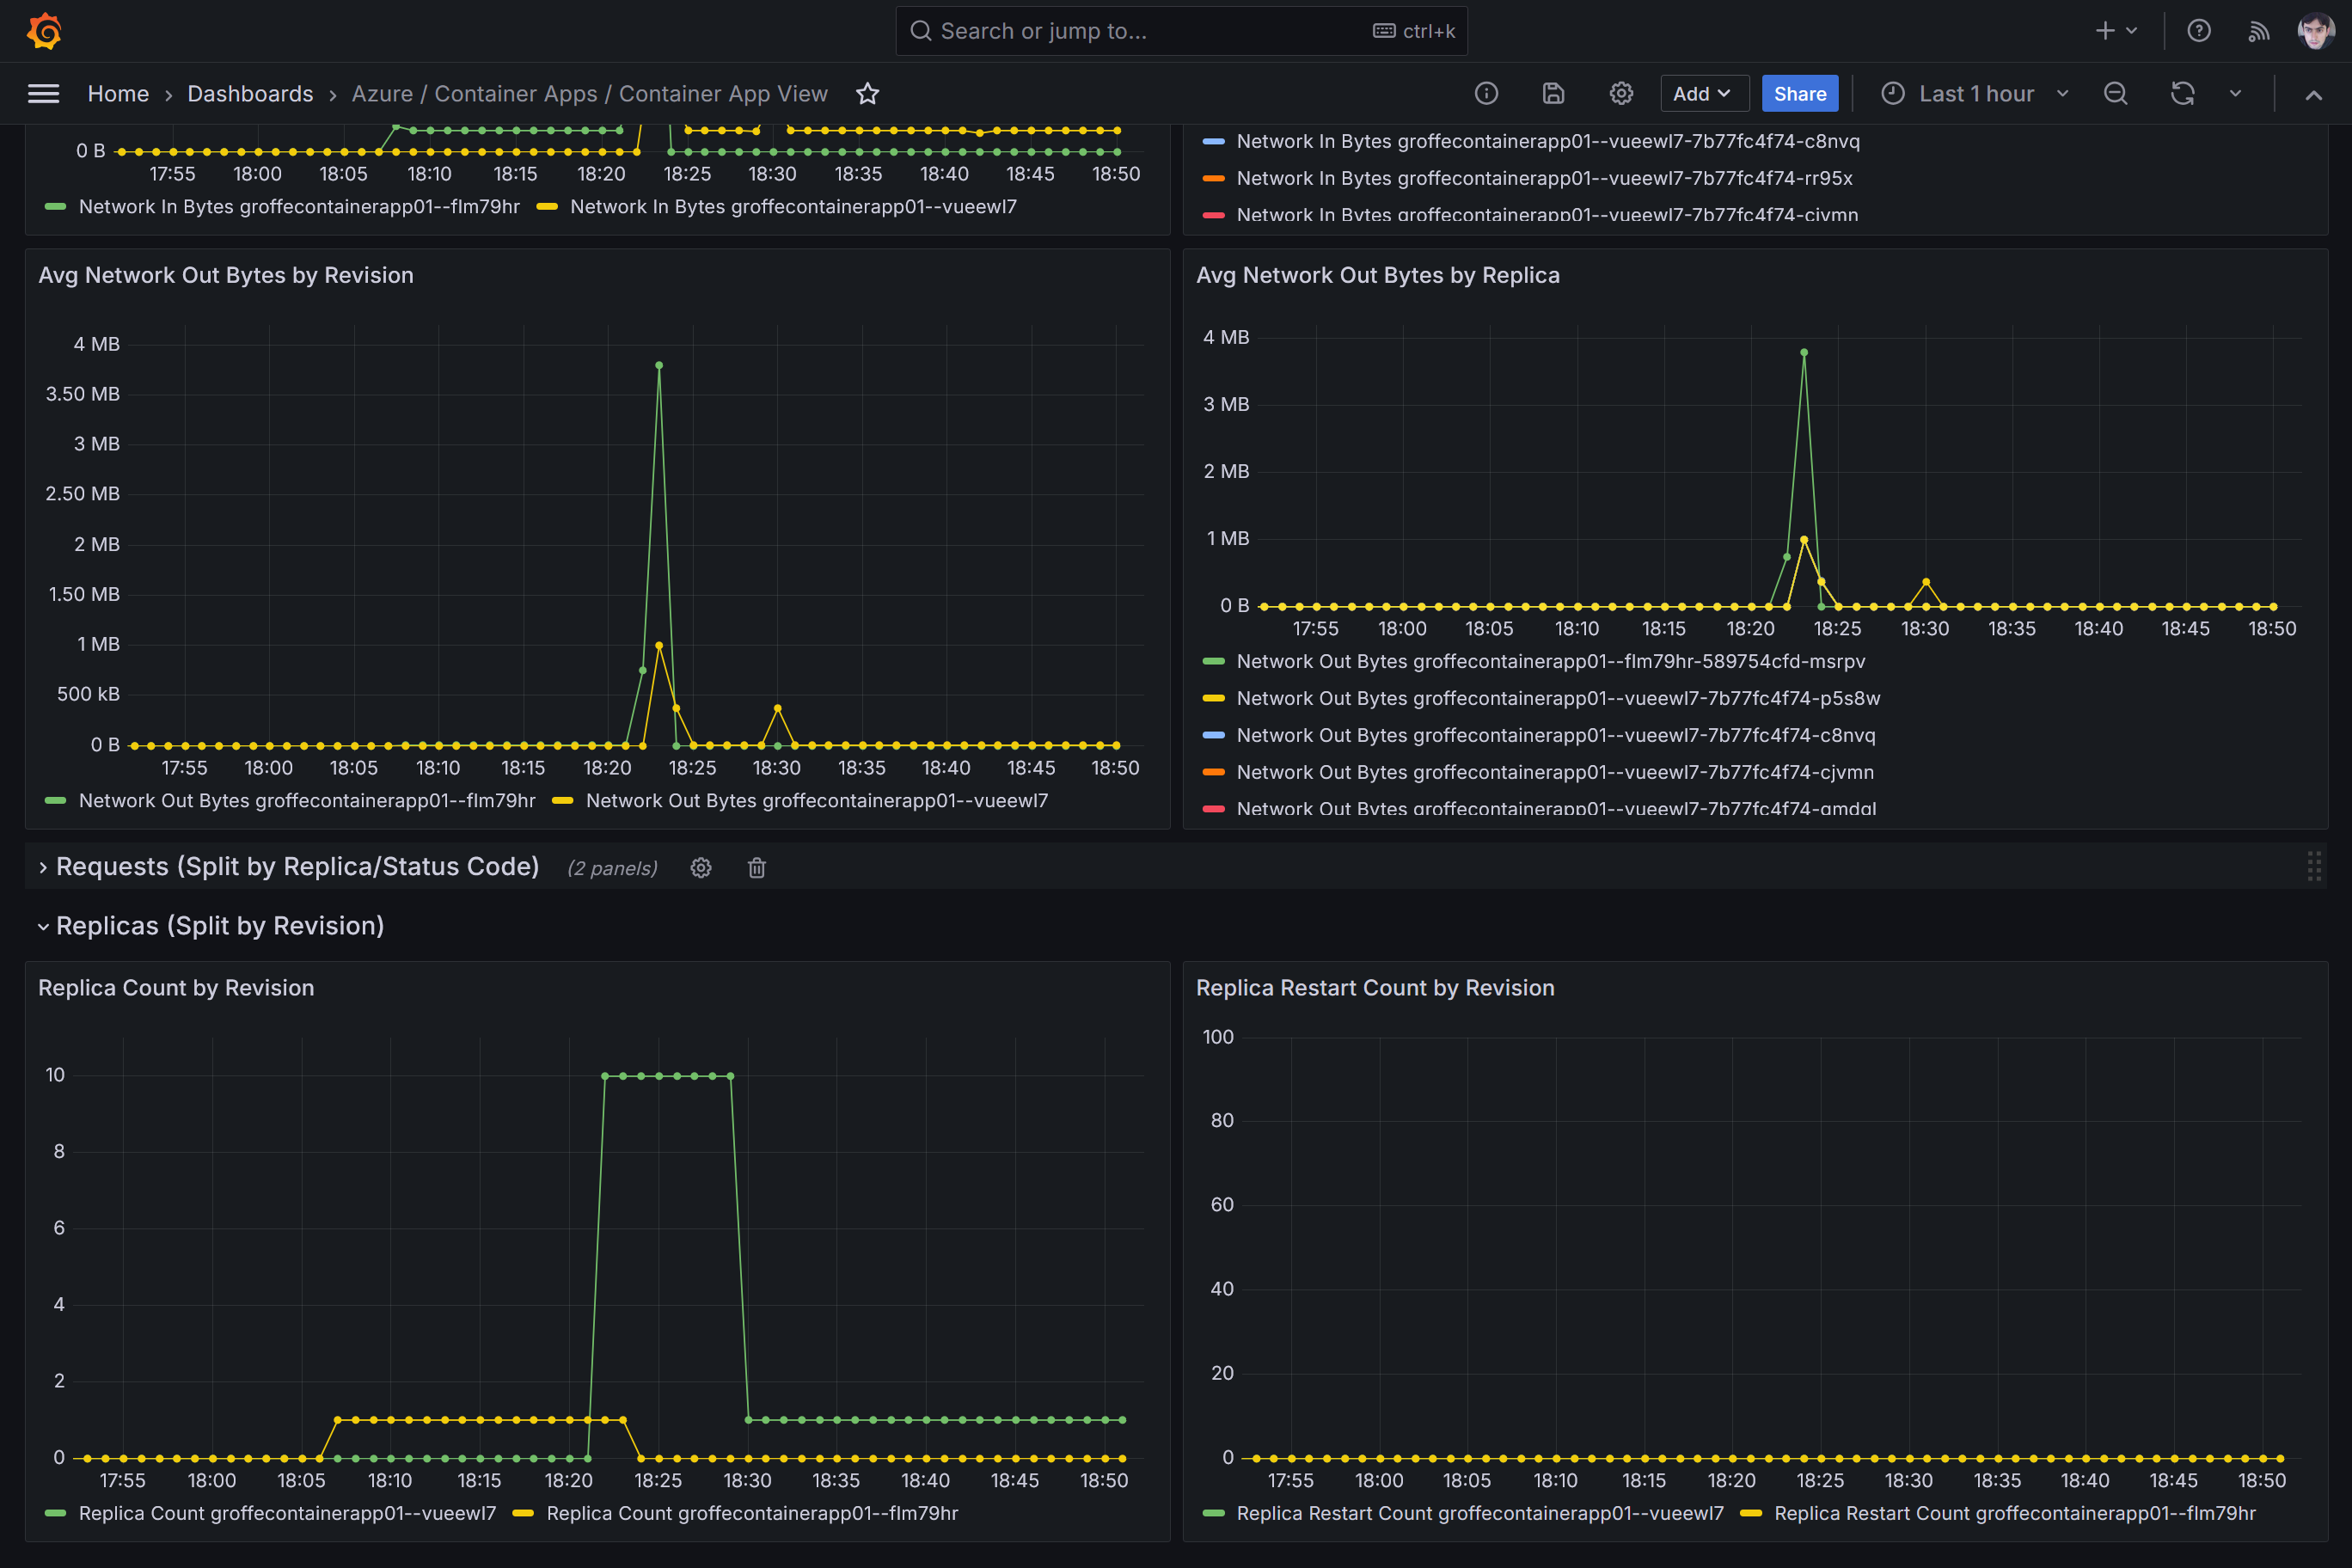 Search or jump to... ctrl+k
Home › Dashboards › Azure / Container Apps / Container App View Add Share Last 1 hour
0 B
17:55 18:00 18:05 18:10 18:15 18:20 18:25 18:30 18:35 18:40 18:45 18:50
Network In Bytes groffecontainerapp01--flm79hr Network In Bytes groffecontainerapp01--vueewl7
Network In Bytes groffecontainerapp01--vueewl7-7b77fc4f74-c8nvq
Network In Bytes groffecontainerapp01--vueewl7-7b77fc4f74-rr95x
Network In Bytes groffecontainerapp01--vueewl7-7b77fc4f74-cjvmn
Avg Network Out Bytes by Revision
4 MB
3.50 MB
3 MB
2.50 MB
2 MB
1.50 MB
1 MB
500 kB
0 B
17:55 18:00 18:05 18:10 18:15 18:20 18:25 18:30 18:35 18:40 18:45 18:50
Network Out Bytes groffecontainerapp01--flm79hr Network Out Bytes groffecontainerapp01--vueewl7
Avg Network Out Bytes by Replica
4 MB
3 MB
2 MB
1 MB
0 B
17:55 18:00 18:05 18:10 18:15 18:20 18:25 18:30 18:35 18:40 18:45 18:50
Network Out Bytes groffecontainerapp01--flm79hr-589754cfd-msrpv
Network Out Bytes groffecontainerapp01--vueewl7-7b77fc4f74-p5s8w
Network Out Bytes groffecontainerapp01--vueewl7-7b77fc4f74-c8nvq
Network Out Bytes groffecontainerapp01--vueewl7-7b77fc4f74-cjvmn
Network Out Bytes
Requests (Split by Replica/Status Code) (2 panels)
Replicas (Split by Revision)
Replica Count by Revision
10
8
6
4
2
0
17:55 18:00 18:05 18:10 18:15 18:20 18:25 18:30 18:35 18:40 18:45 18:50
Replica Count groffecontainerapp01--vueewl7 Replica Count groffecontainerapp01--flm79hr
Replica Restart Count by Revision
100
80
60
40
20
0
17:55 18:00 18:05 18:10 18:15 18:20 18:25 18:30 18:35 18:40 18:45 18:50
Replica Restart Count groffecontainerapp01--vueewl7 Replica Restart Count groffecontainerapp01--flm79hr